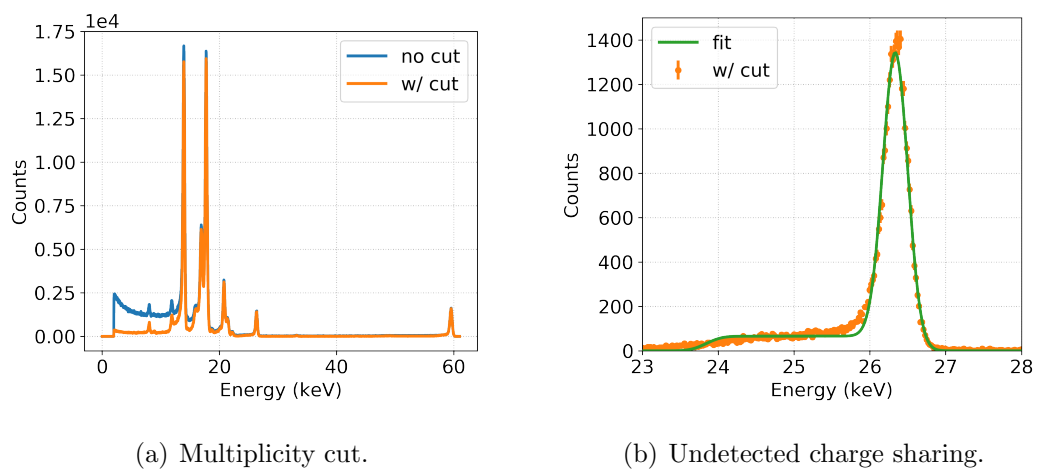 1e4
1.75
1.50
1.25
1.00
0.75
0.50
0.25
0.00
Counts
0
20
40
60
Energy (keV)
no cut
w/ cut
(a) Multiplicity cut.
1400
1200
1000
800
600
400
200
0
Counts
23
24
25
26
27
28
Energy (keV)
fit
w/ cut
(b) Undetected charge sharing.